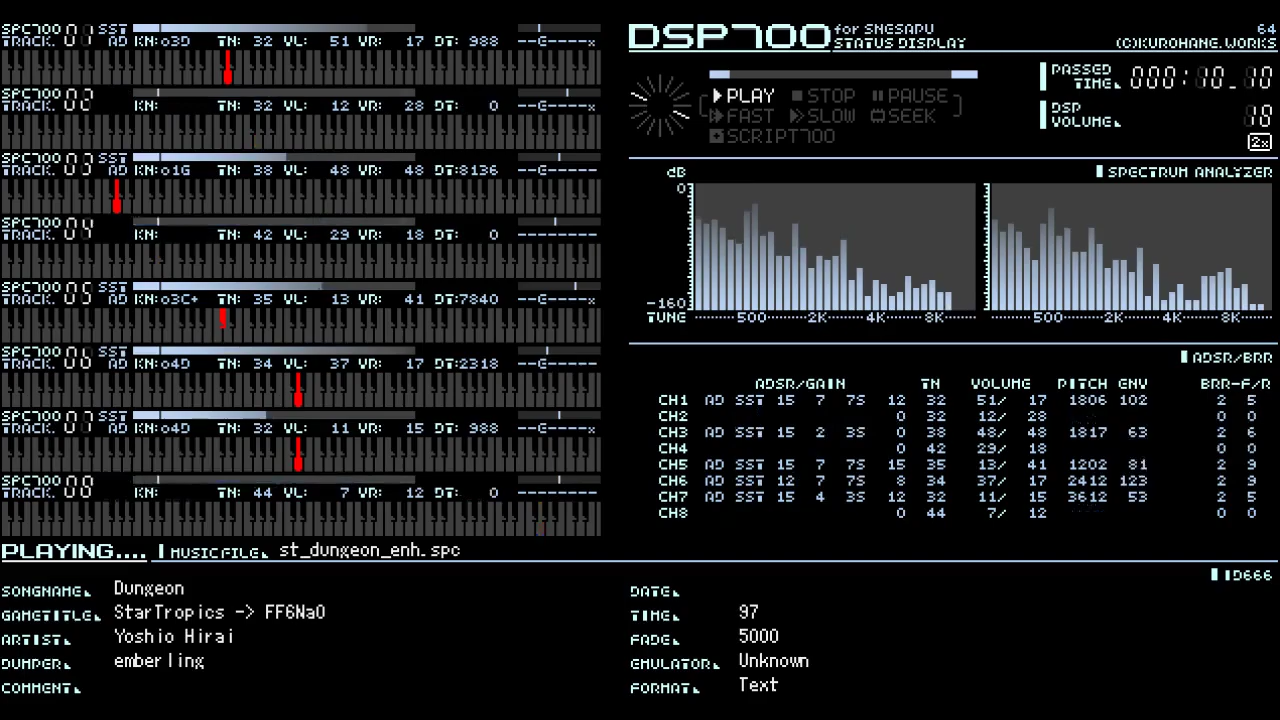 SPC700 SST
TRACK. AD KN:o3D TN: 32 VL: 51 VR: 17 DT: 988 --G-----x
SPC700
TRACK. KN: TN: 32 VL: 12 VR: 28 DT: 0 --G-----x
SPC700 SST
TRACK. AD KN:o1G TN: 38 VL: 48 VR: 48 DT:8136 ---------
SPC700
TRACK. KN: TN: 42 VL: 29 VR: 18 DT: 0 ---------
SPC700 SST
TRACK. AD KN:o3C+ TN: 35 VL: 13 VR: 41 DT:7840 --G-----x
SPC700 SST
TRACK. AD KN:o4D TN: 34 VL: 37 VR: 17 DT:2318 --G-----x
SPC700 SST
TRACK. AD KN:o4D TN: 32 VL: 11 VR: 15 DT: 988 --G-----x
SPC700
TRACK. KN: TN: 44 VL: 7 VR: 12 DT: 0 ---------
DSP700 for SNESAPU 64
STATUS DISPLAY (C)KUROHANE.WORKS
PLAY STOP PAUSE
FAST SLOW SEEK
SCRIPT700
PASSED
TIME.
DSP
VOLUME. 10
2x
SPECTRUM ANALYZER
dB
0
-160
TUNE 500 2K 4K 8K 500 2K 4K 8K
ADSR/BRR
ADSR/GAIN TN VOLUME PITCH ENV BRR-F/R
CH1 AD SST 15 7 7S 12 32 51/ 17 1806 102 2 5
CH2 0 32 12/ 28 0 0
CH3 AD SST 15 2 3S 0 38 48/ 48 1817 63 2 6
CH4 0 42 29/ 18 0 0
CH5 AD SST 15 7 7S 15 35 13/ 41 1202 81 2 9
CH6 AD SST 12 7 7S 8 34 37/ 17 2412 123 2 9
CH7 AD SST 15 4 3S 12 32 11/ 15 3612 53 2 5
CH8 0 44 7/ 12 0 0
PLAYING.... MUSICFILE. st_dungeon_enh.spc
ID666
SONGNAME. Dungeon
GAMETITLE. StarTropics -> FF6NaO
ARTIST. Yoshio Hirai
DUMPER. emberling
COMMENT.
DATE.
TIME. 97
FADE. 5000
EMULATOR. Unknown
FORMAT. Text